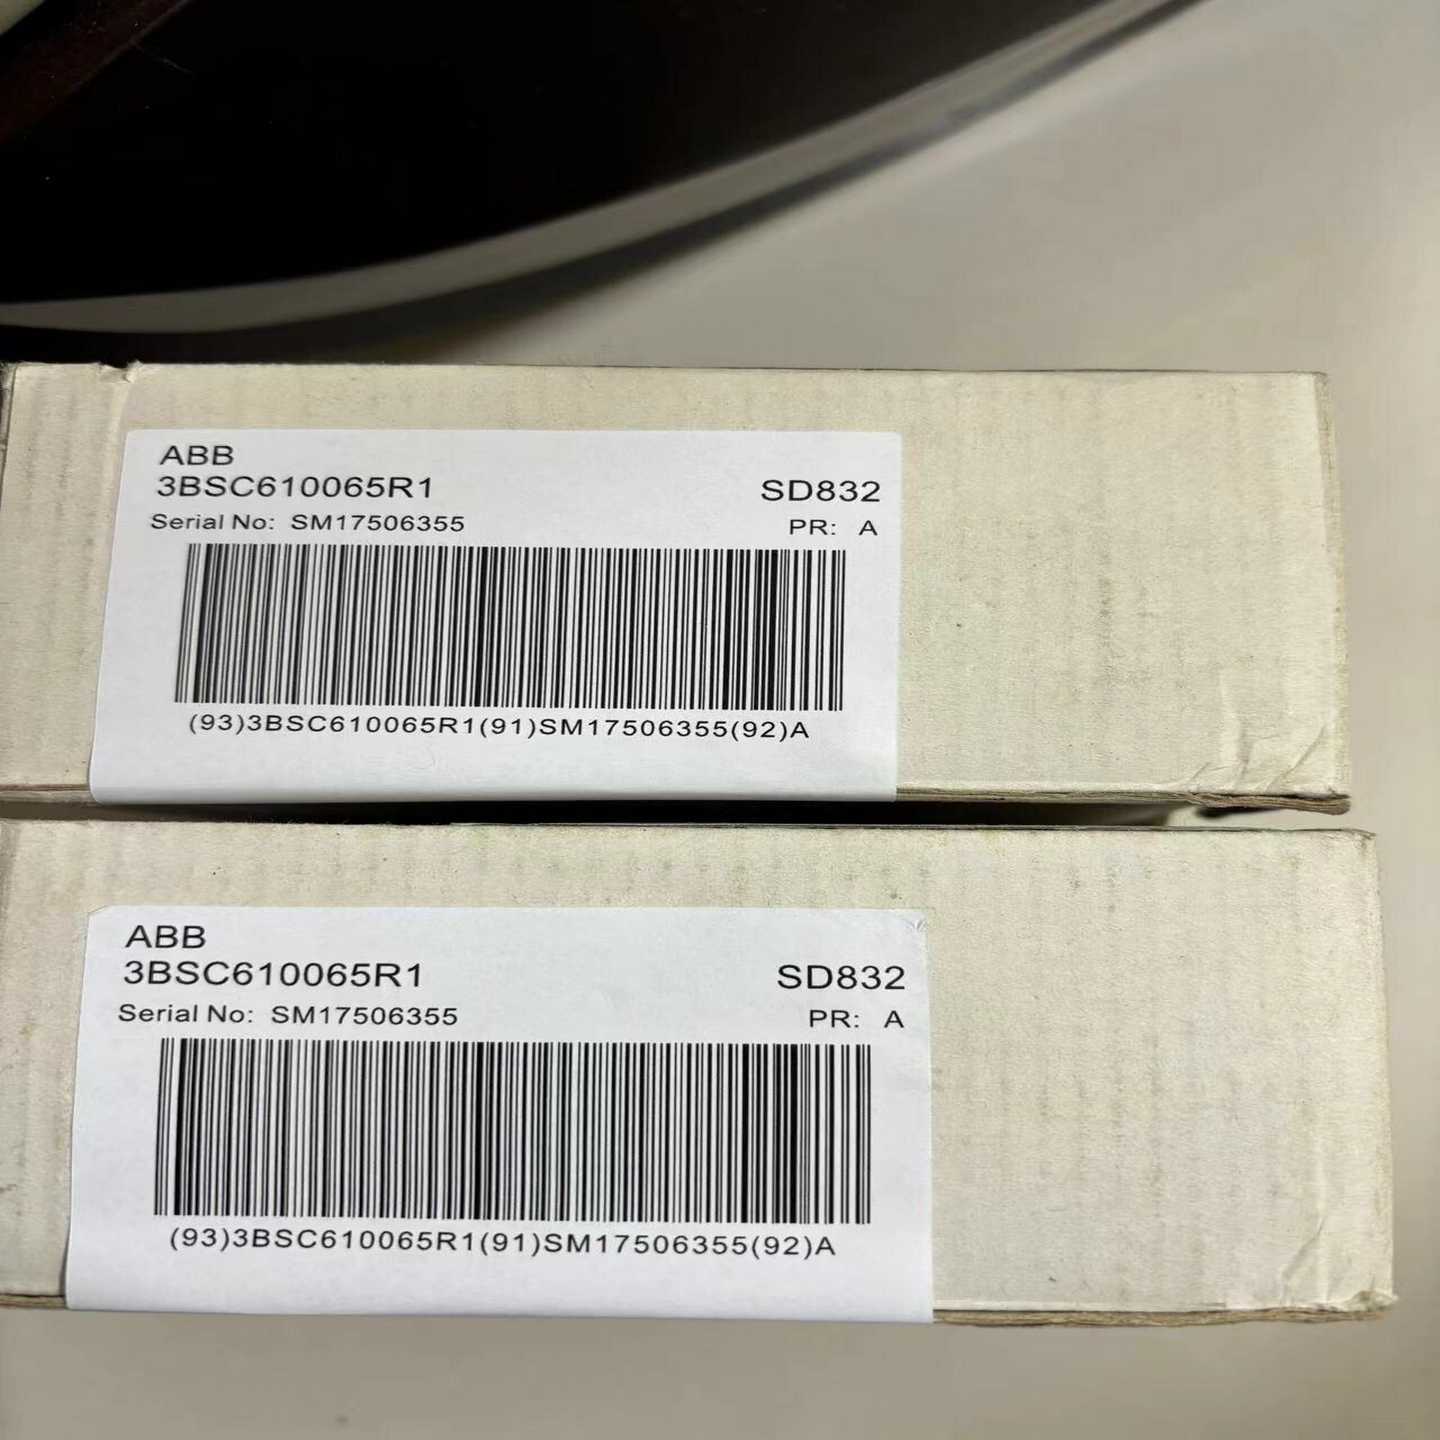 ABB
3BSC610065R1
SD832
Serial No: SM17506355
PR: A
(93)3BSC610065R1(91)SM17506355(92)A
ABB
3BSC610065R1
SD832
Serial No: SM17506355
PR: A
(93)3BSC610065R1(91)SM17506355(92)A